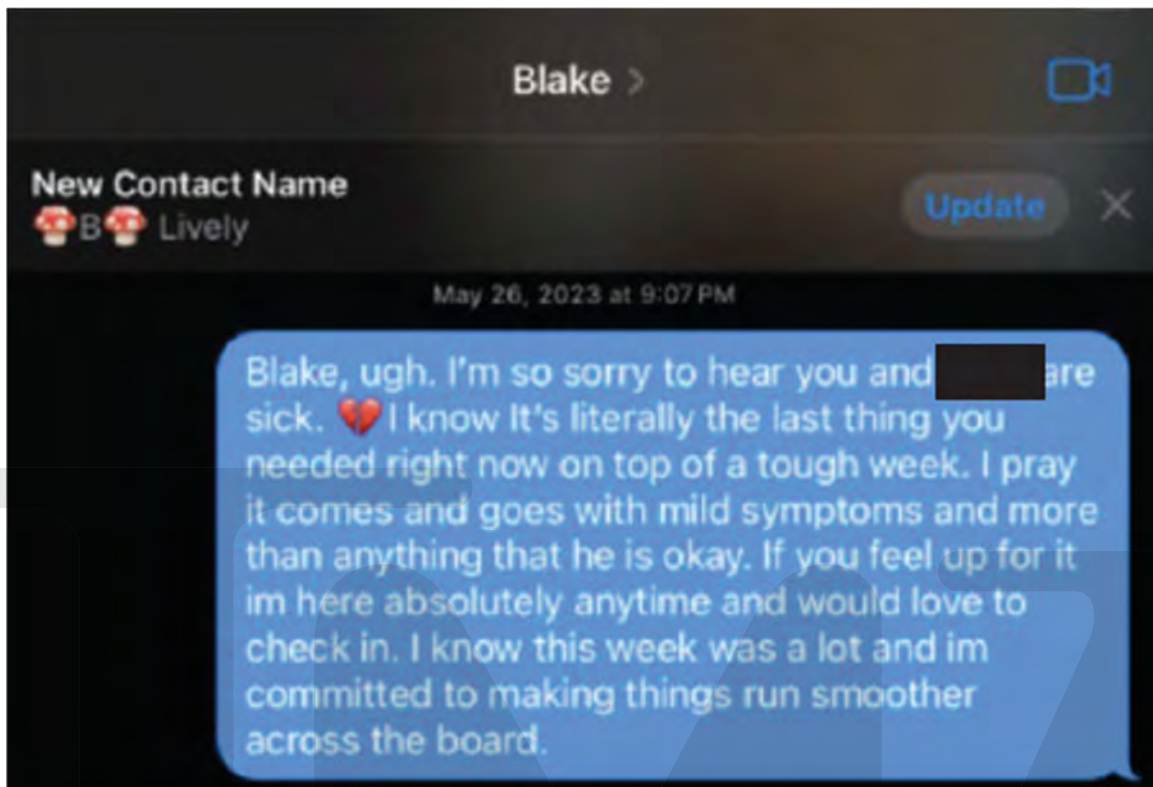 Blake >
New Contact Name
🍄B🍄 Lively
Update
May 26, 2023 at 9:07 PM
Blake, ugh. I'm so sorry to hear you and are
sick. 💔 I know It's literally the last thing you
needed right now on top of a tough week. I pray
it comes and goes with mild symptoms and more
than anything that he is okay. If you feel up for it
im here absolutely anytime and would love to
check in. I know this week was a lot and im
committed to making things run smoother
across the board.